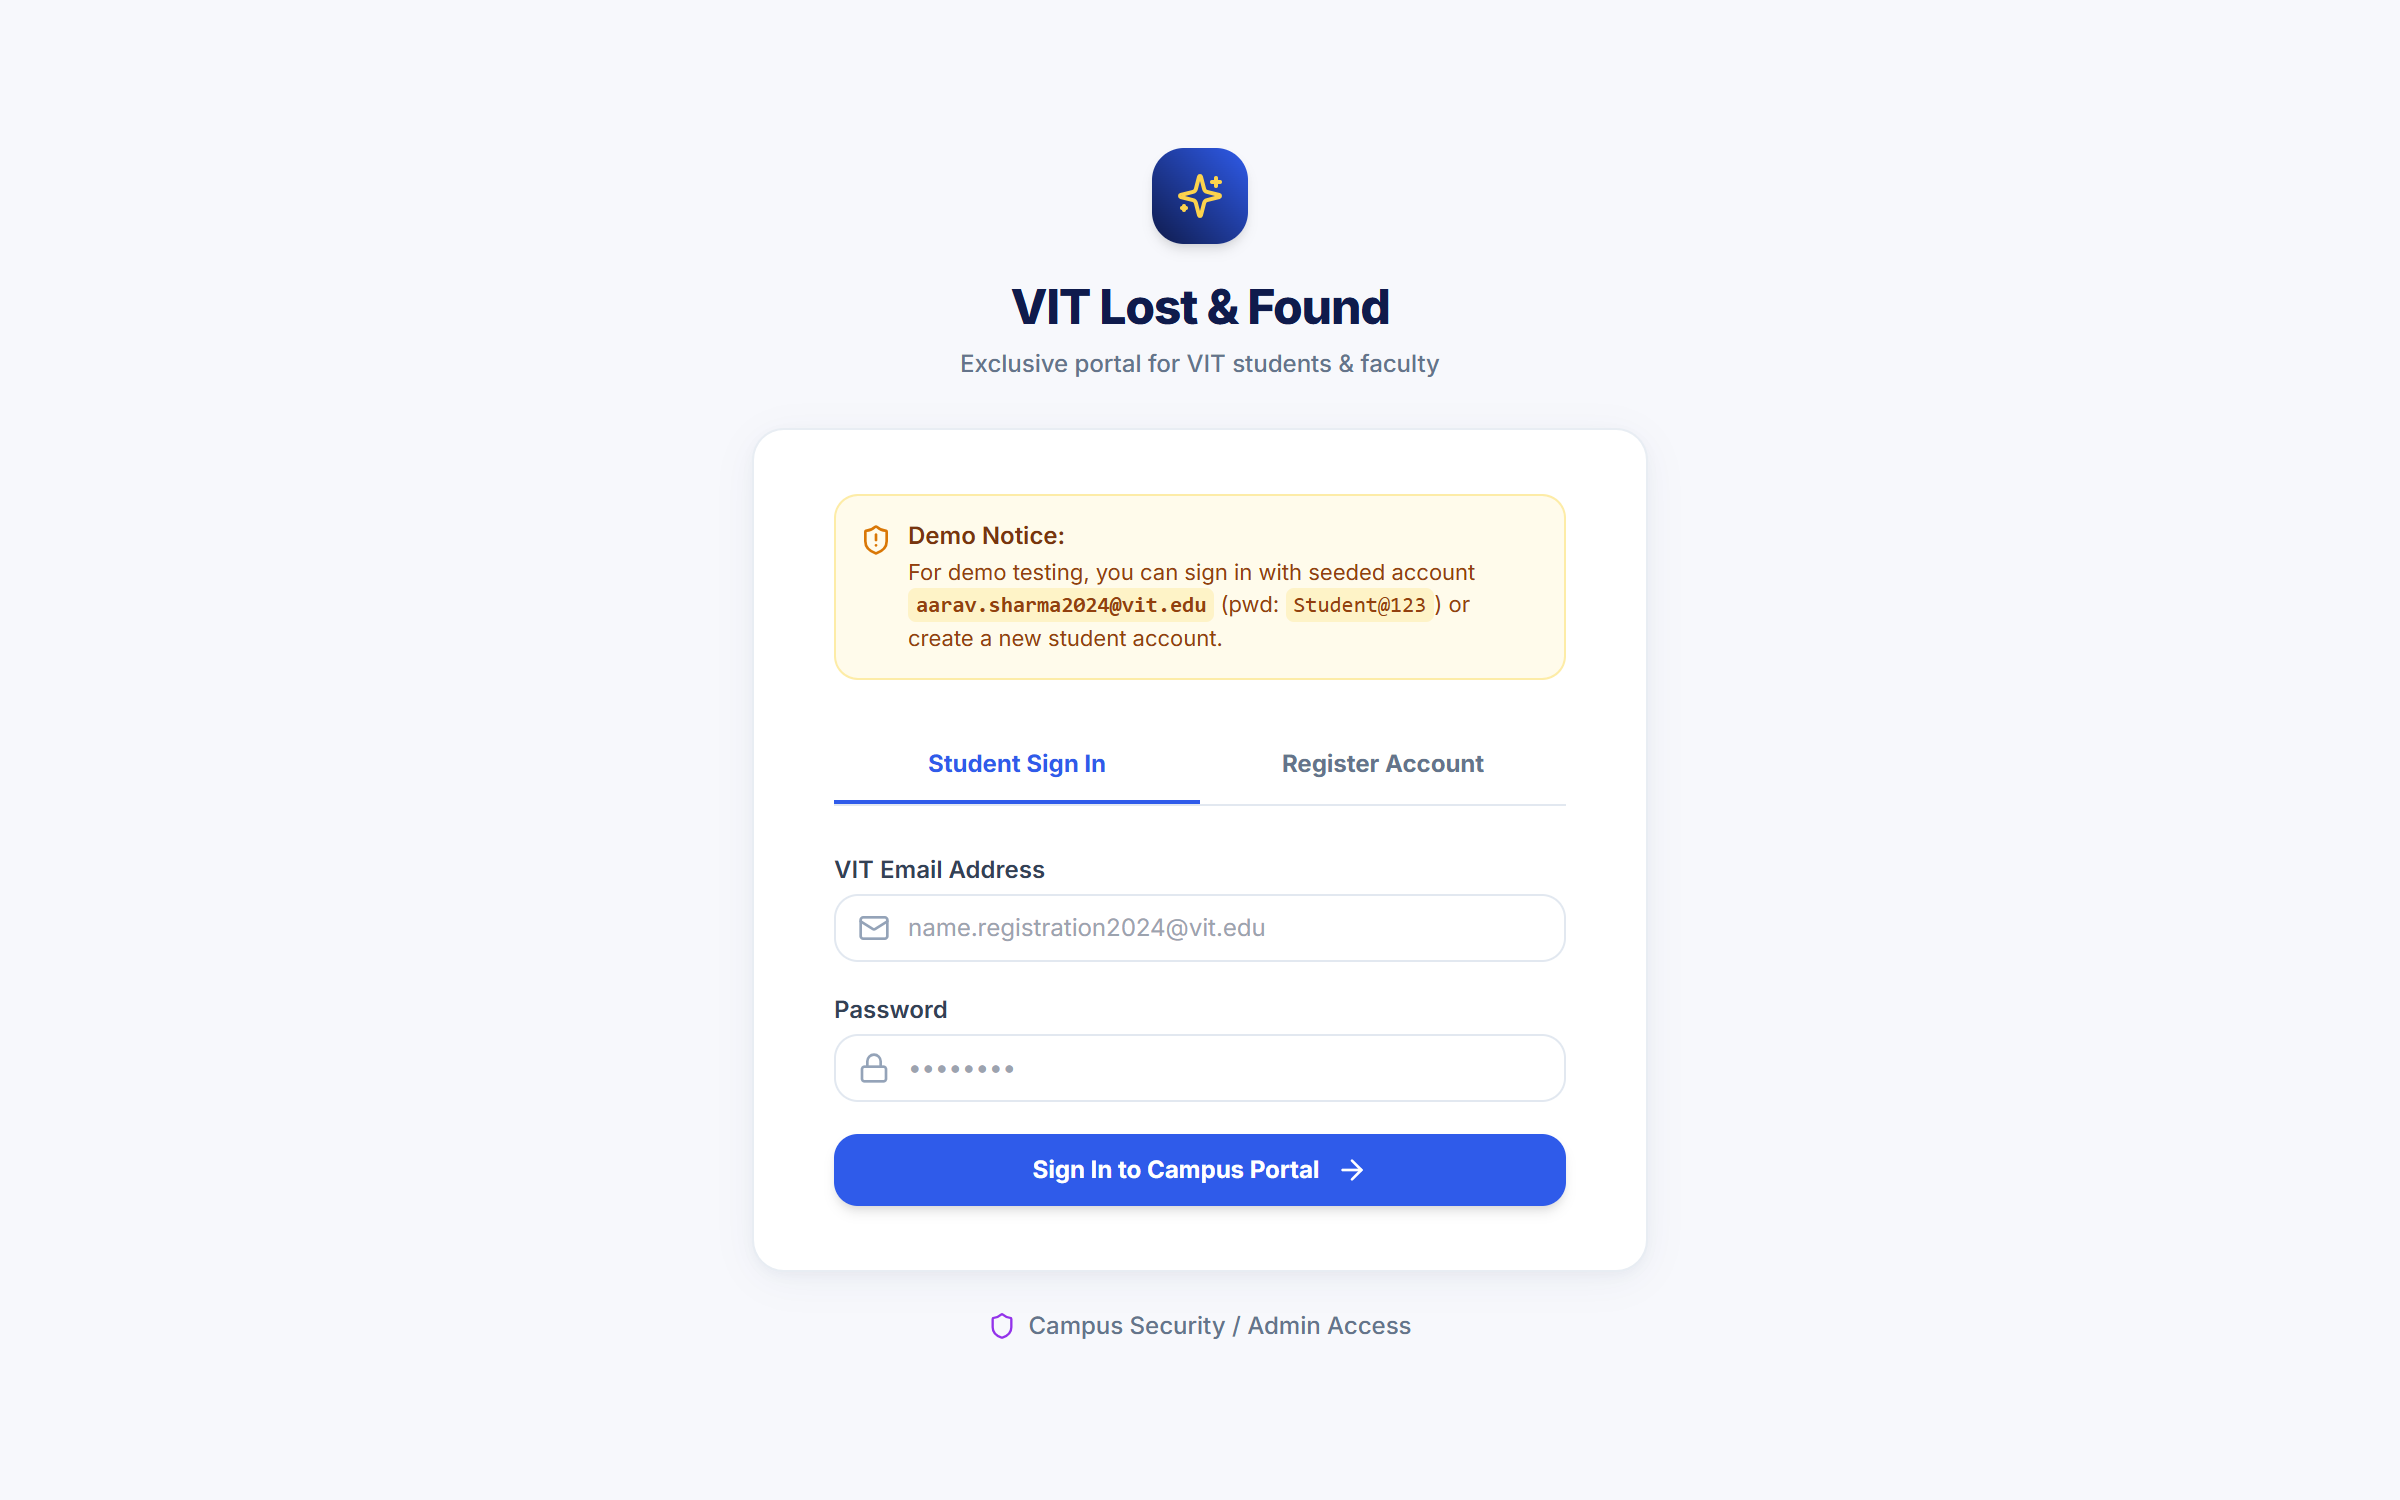 VIT Lost & Found
Exclusive portal for VIT students & faculty
Demo Notice:
For demo testing, you can sign in with seeded account
aarav.sharma2024@vit.edu (pwd: Student@123) or
create a new student account.
Student Sign In
Register Account
VIT Email Address
name.registration2024@vit.edu
Password
••••••••
Sign In to Campus Portal
Campus Security / Admin Access